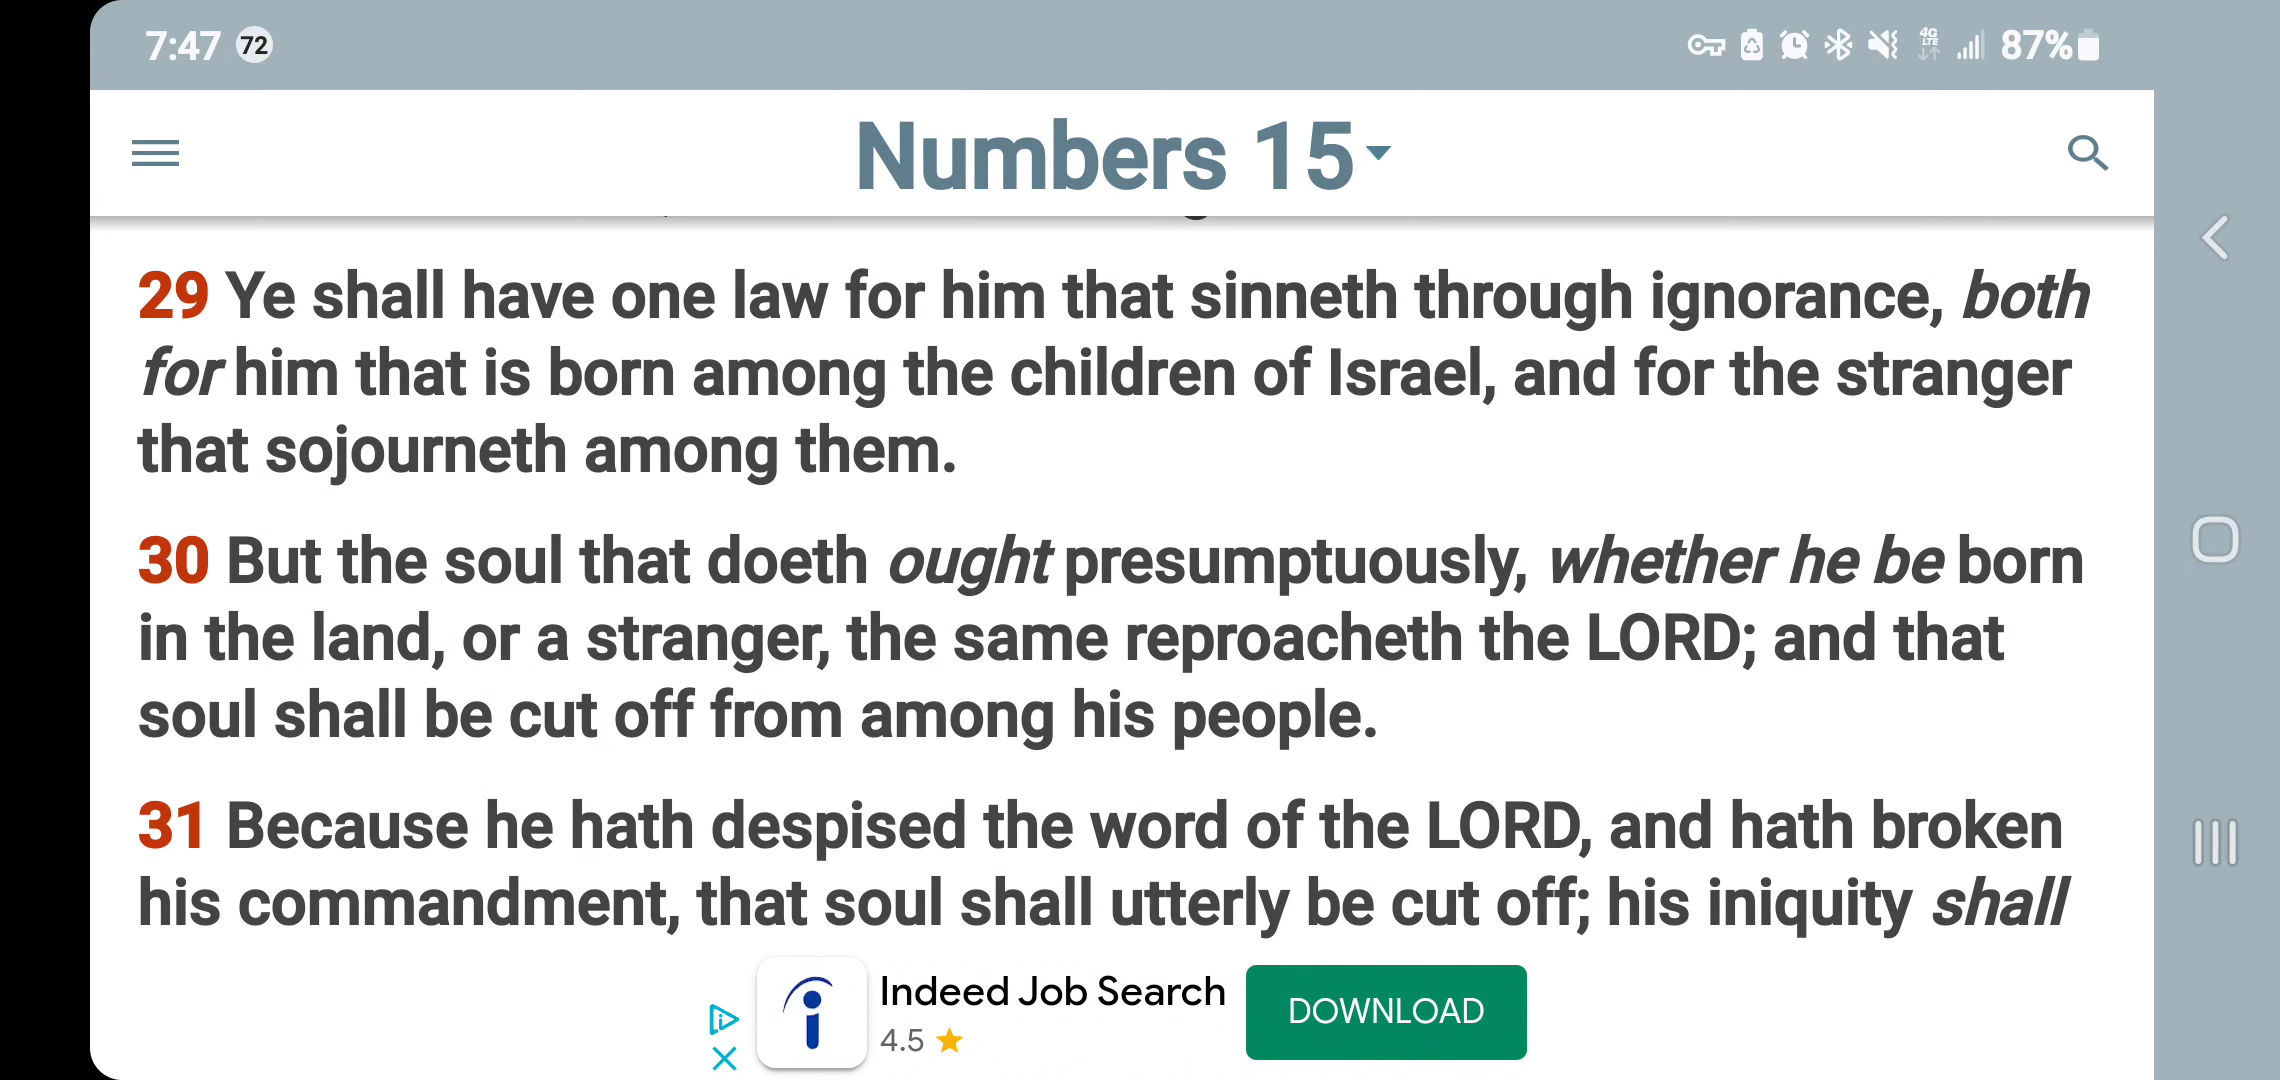 7:47 72 4G LTE 87%
Numbers 15
29 Ye shall have one law for him that sinneth through ignorance, both
for him that is born among the children of Israel, and for the stranger
that sojourneth among them.
30 But the soul that doeth ought presumptuously, whether he be born
in the land, or a stranger, the same reproacheth the LORD; and that
soul shall be cut off from among his people.
31 Because he hath despised the word of the LORD, and hath broken
his commandment, that soul shall utterly be cut off; his iniquity shall
Indeed Job Search
4.5
DOWNLOAD